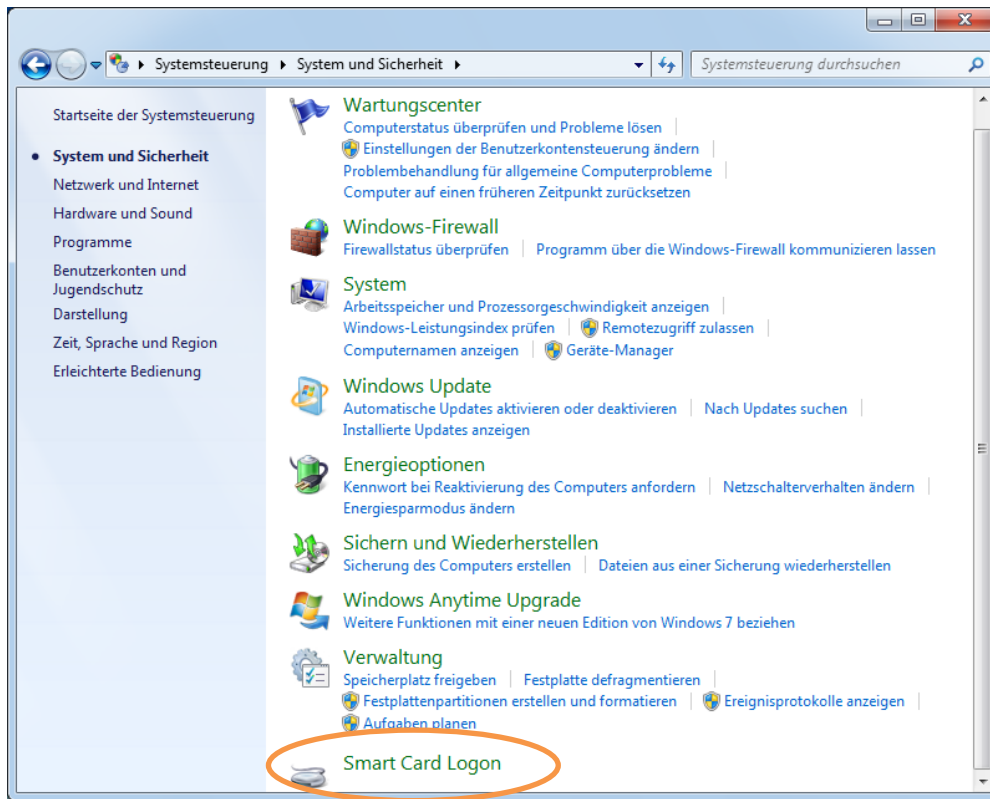 Systemsteuerung System und Sicherheit Systemsteuerung durchsuchen
Startseite der Systemsteuerung
System und Sicherheit
Netzwerk und Internet
Hardware und Sound
Programme
Benutzerkonten und
Jugendschutz
Darstellung
Zeit, Sprache und Region
Erleichterte Bedienung
Wartungscenter
Computerstatus überprüfen und Probleme lösen
Einstellungen der Benutzerkontensteuerung ändern
Problembehandlung für allgemeine Computerprobleme
Computer auf einen früheren Zeitpunkt zurücksetzen
Windows-Firewall
Firewallstatus überprüfen Programm über die Windows-Firewall kommunizieren lassen
System
Arbeitsspeicher und Prozessorgeschwindigkeit anzeigen
Windows-Leistungsindex prüfen Remotezugriff zulassen
Computernamen anzeigen Geräte-Manager
Windows Update
Automatische Updates aktivieren oder deaktivieren Nach Updates suchen
Installierte Updates anzeigen
Energieoptionen
Kennwort bei Reaktivierung des Computers anfordern Netzschalterverhalten ändern
Energiesparmodus ändern
Sichern und Wiederherstellen
Sicherung des Computers erstellen Dateien aus einer Sicherung wiederherstellen
Windows Anytime Upgrade
Weitere Funktionen mit einer neuen Edition von Windows 7 beziehen
Verwaltung
Speicherplatz freigeben Festplatte defragmentieren
Festplattenpartitionen erstellen und formatieren Ereignisprotokolle anzeigen
Aufgaben planen
Smart Card Logon